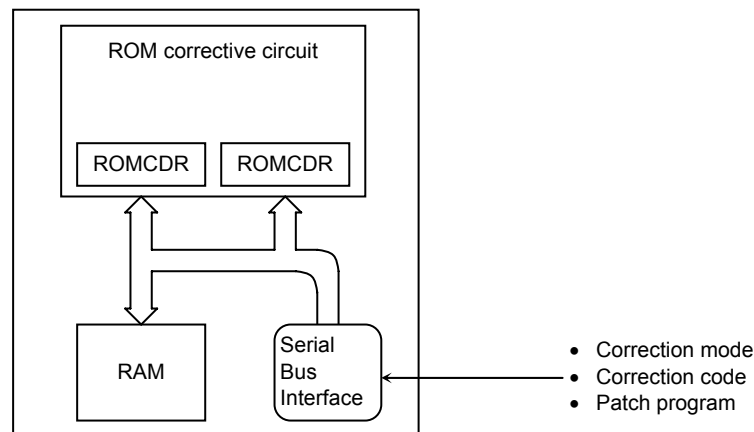 ROM corrective circuit
ROMCDR
ROMCDR
RAM
Serial
Bus
Interface
• Correction mode
• Correction code
• Patch program